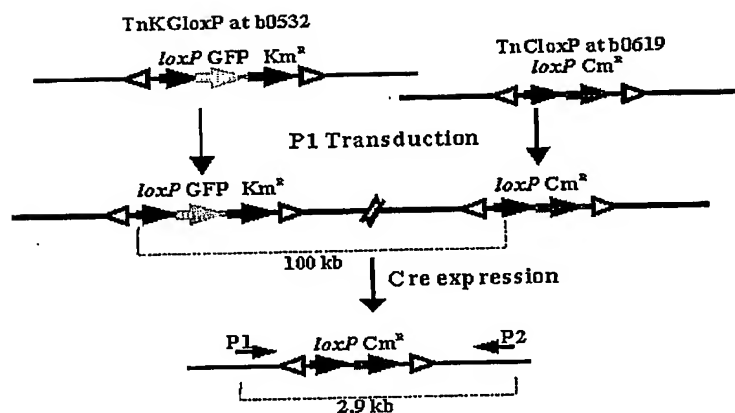 TnKGloxP at b0532
loxP GFP Km^R
TnCloxP at b0619
loxP Cm^R
P1 Transduction
loxP GFP Km^R
loxP Cm^R
100 kb
Cre expression
P1
loxP Cm^R
P2
2.9 kb